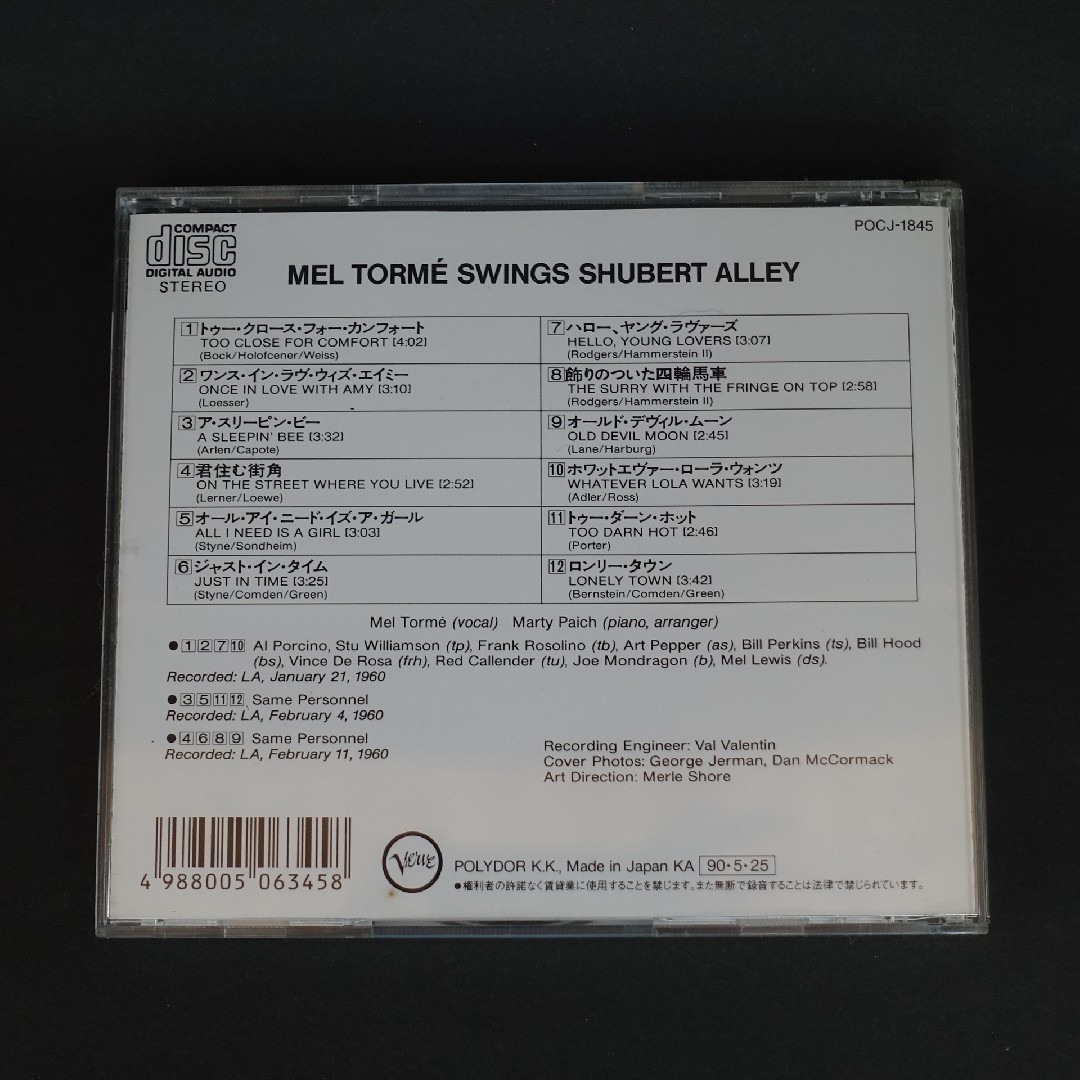 COMPACT
disc
DIGITAL AUDIO
STEREO
POCJ-1845
MEL TORMÉ SWINGS SHUBERT ALLEY
1 トゥー・クロース・フォー・カンフォート
TOO CLOSE FOR COMFORT [4:02]
(Bock/Holofcener/Weiss)
2 ワンス・イン・ラヴ・ウィズ・エイミー
ONCE IN LOVE WITH AMY [3:10]
(Loesser)
3 ア・スリーピン・ビー
A SLEEPIN' BEE [3:32]
(Arlen/Capote)
4 君住む街角
ON THE STREET WHERE YOU LIVE [2:52]
(Lerner/Loewe)
5 オール・アイ・ニード・イズ・ア・ガール
ALL I NEED IS A GIRL [3:03]
(Styne/Sondheim)
6 ジャスト・イン・タイム
JUST IN TIME [3:25]
(Styne/Comden/Green)
7 ハロー、ヤング・ラヴァーズ
HELLO, YOUNG LOVERS [3:07]
(Rodgers/Hammerstein II)
8 飾りのついた四輪馬車
THE SURRY WITH THE FRINGE ON TOP [2:58]
(Rodgers/Hammerstein II)
9 オールド・デヴィル・ムーン
OLD DEVIL MOON [2:45]
(Lane/Harburg)
10 ホワットエヴァー・ローラ・ウォンツ
WHATEVER LOLA WANTS [3:19]
(Adler/Ross)
11 トゥー・ダーン・ホット
TOO DARN HOT [2:46]
(Porter)
12 ロンリー・タウン
LONELY TOWN [3:42]
(Bernstein/Comden/Green)
Mel Tormé (vocal) Marty Paich (piano, arranger)
●1 2 7 10 Al Porcino, Stu Williamson (tp), Frank Rosolino (tb), Art Pepper (as), Bill Perkins (ts), Bill Hood
(bs), Vince De Rosa (frh), Red Callender (tu), Joe Mondragon (b), Mel Lewis (ds).
Recorded: LA, January 21, 1960
●3 5 11 12 Same Personnel
Recorded: LA, February 4, 1960
●4 6 8 9 Same Personnel
Recorded: LA, February 11, 1960
Recording Engineer: Val Valentin
Cover Photos: George Jerman, Dan McCormack
Art Direction: Merle Shore
4 988005 063458
Verve
POLYDOR K.K., Made in Japan KA 90・5・25
●権利者の許諾なく賃貸業に使用することを禁じます。また無断で録音することは法律で禁じられています。